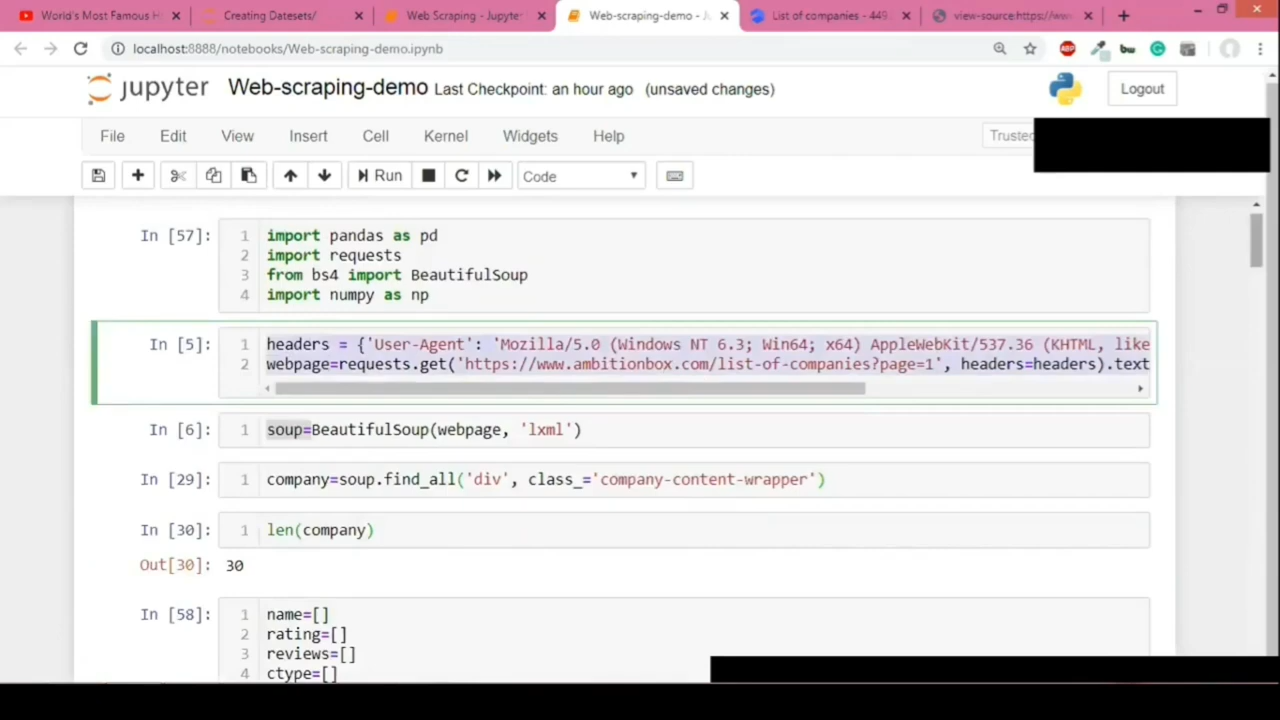 World's Most Famous H
Creating Datesets/
Web Scraping - Jupyter
Web-scraping-demo - J
List of companies - 449
view-source:https://ww
localhost:8888/notebooks/Web-scraping-demo.ipynb
ABP
jupyter Web-scraping-demo Last Checkpoint: an hour ago (unsaved changes)
Logout
File Edit View Insert Cell Kernel Widgets Help
Trusted
Run Code
In [57]:
1 import pandas as pd
2 import requests
3 from bs4 import BeautifulSoup
4 import numpy as np
In [5]:
1 headers = {'User-Agent': 'Mozilla/5.0 (Windows NT 6.3; Win64; x64) AppleWebKit/537.36 (KHTML, like
2 webpage=requests.get('https://www.ambitionbox.com/list-of-companies?page=1', headers=headers).text
In [6]: 1 soup=BeautifulSoup(webpage, 'lxml')
In [29]: 1 company=soup.find_all('div', class_='company-content-wrapper')
In [30]: 1 len(company)
Out[30]: 30
In [58]:
1 name=[]
2 rating=[]
3 reviews=[]
4 ctype=[]